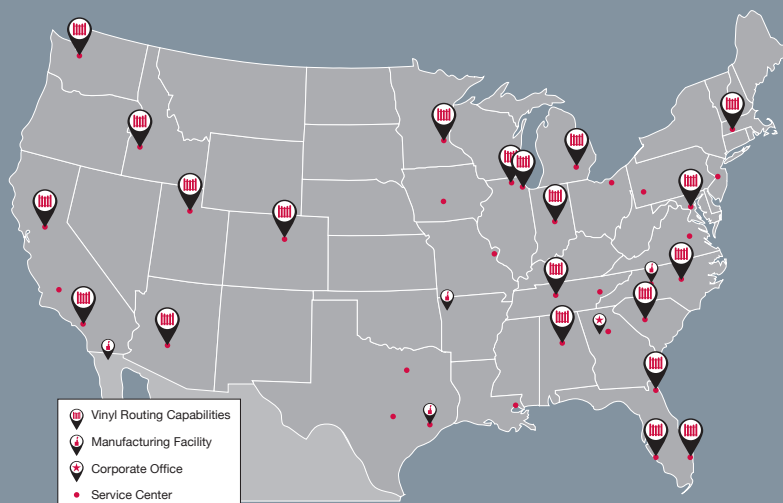 Vinyl Routing Capabilities
Manufacturing Facility
Corporate Office
Service Center